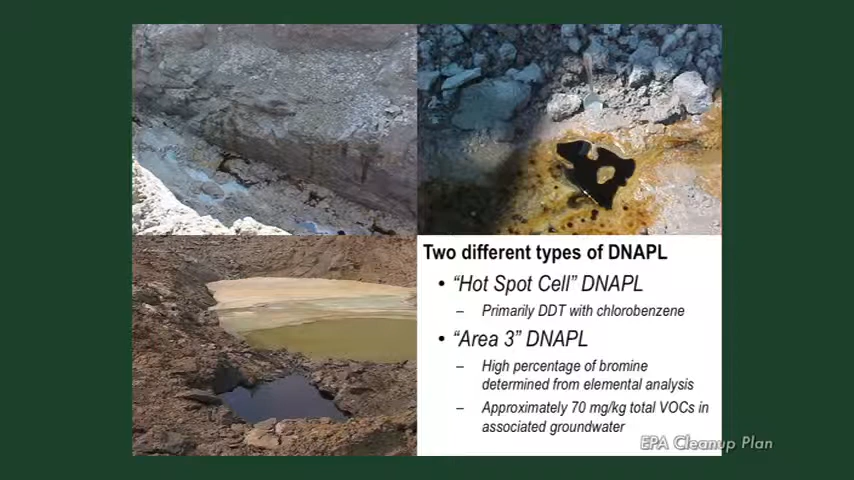 Two different types of DNAPL
• “Hot Spot Cell” DNAPL
– Primarily DDT with chlorobenzene
• “Area 3” DNAPL
– High percentage of bromine
determined from elemental analysis
– Approximately 70 mg/kg total VOCs in
associated groundwater
EPA Cleanup Plan